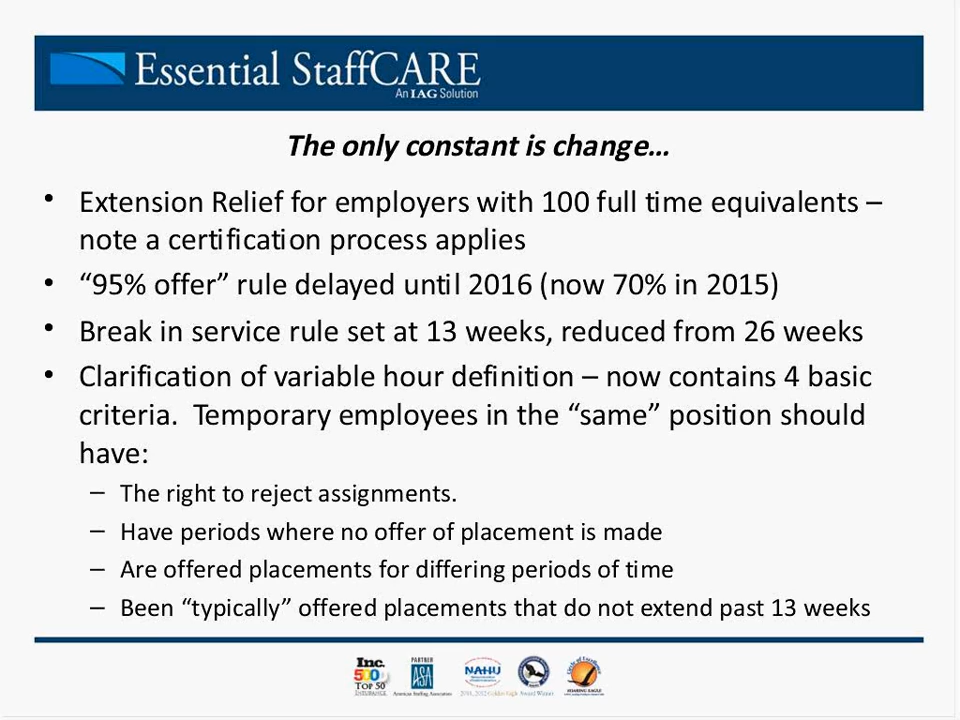 Essential StaffCARE
An IAG Solution
The only constant is change...
• Extension Relief for employers with 100 full time equivalents –
note a certification process applies
• “95% offer” rule delayed until 2016 (now 70% in 2015)
• Break in service rule set at 13 weeks, reduced from 26 weeks
• Clarification of variable hour definition – now contains 4 basic
criteria. Temporary employees in the “same” position should
have:
– The right to reject assignments.
– Have periods where no offer of placement is made
– Are offered placements for differing periods of time
– Been “typically” offered placements that do not extend past 13 weeks
Inc.
500
TOP 50
INSURANCE
PARTNER
ASA
American Staffing Association
NAHU
2011, 2012 Golden Eagle Award Winner
Circle of Excellence
SOARING EAGLE